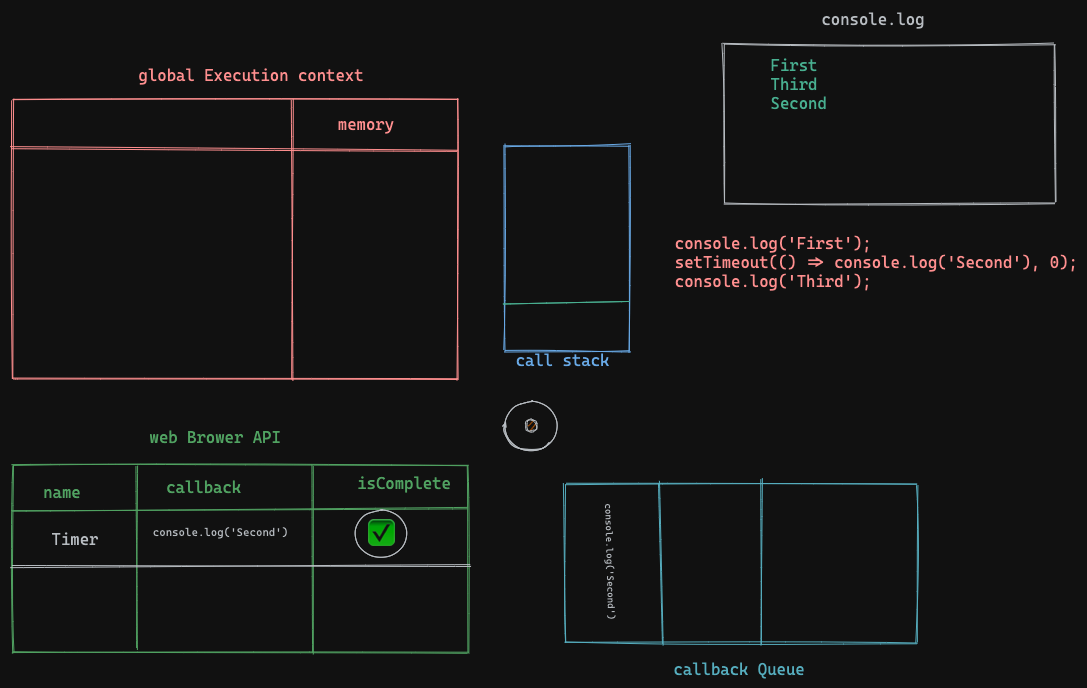 console.log
First
Third
Second
global Execution context
memory
console.log('First');
setTimeout(() => console.log('Second'), 0);
console.log('Third');
call stack
web Brower API
name
callback
isComplete
Timer
console.log('Second')
console.log('Second')
callback Queue